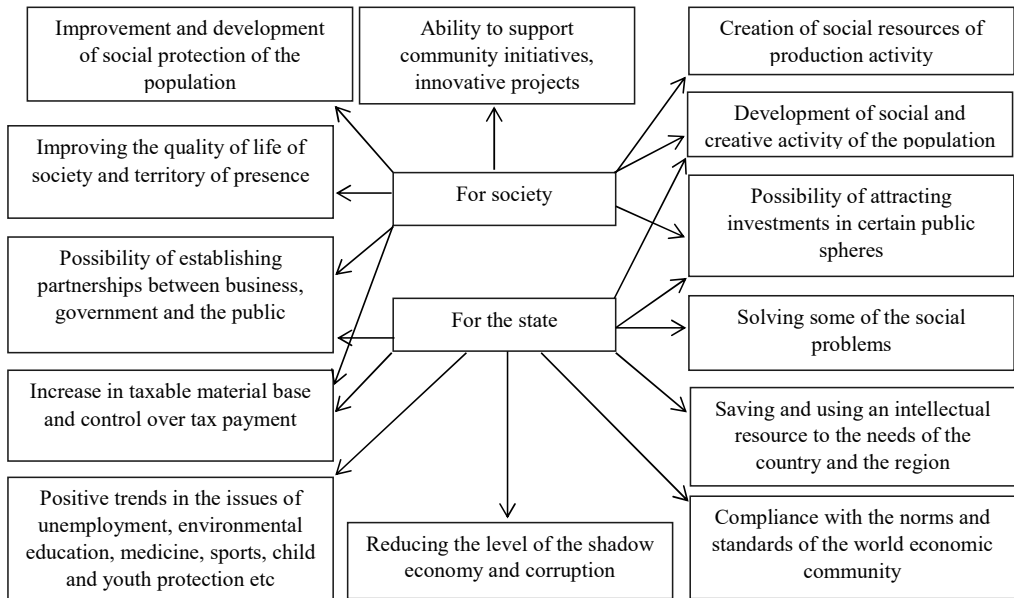 Improvement and development
of social protection of the
population
Ability to support
community initiatives,
innovative projects
Creation of social resources of
production activity
Development of social and
creative activity of the population
Improving the quality of life of
society and territory of presence
For society
Possibility of attracting
investments in certain public
spheres
Possibility of establishing
partnerships between business,
government and the public
For the state
Solving some of the social
problems
Increase in taxable material base
and control over tax payment
Saving and using an intellectual
resource to the needs of the
country and the region
Positive trends in the issues of
unemployment, environmental
education, medicine, sports, child
and youth protection etc
Reducing the level of the shadow
economy and corruption
Compliance with the norms and
standards of the world economic
community